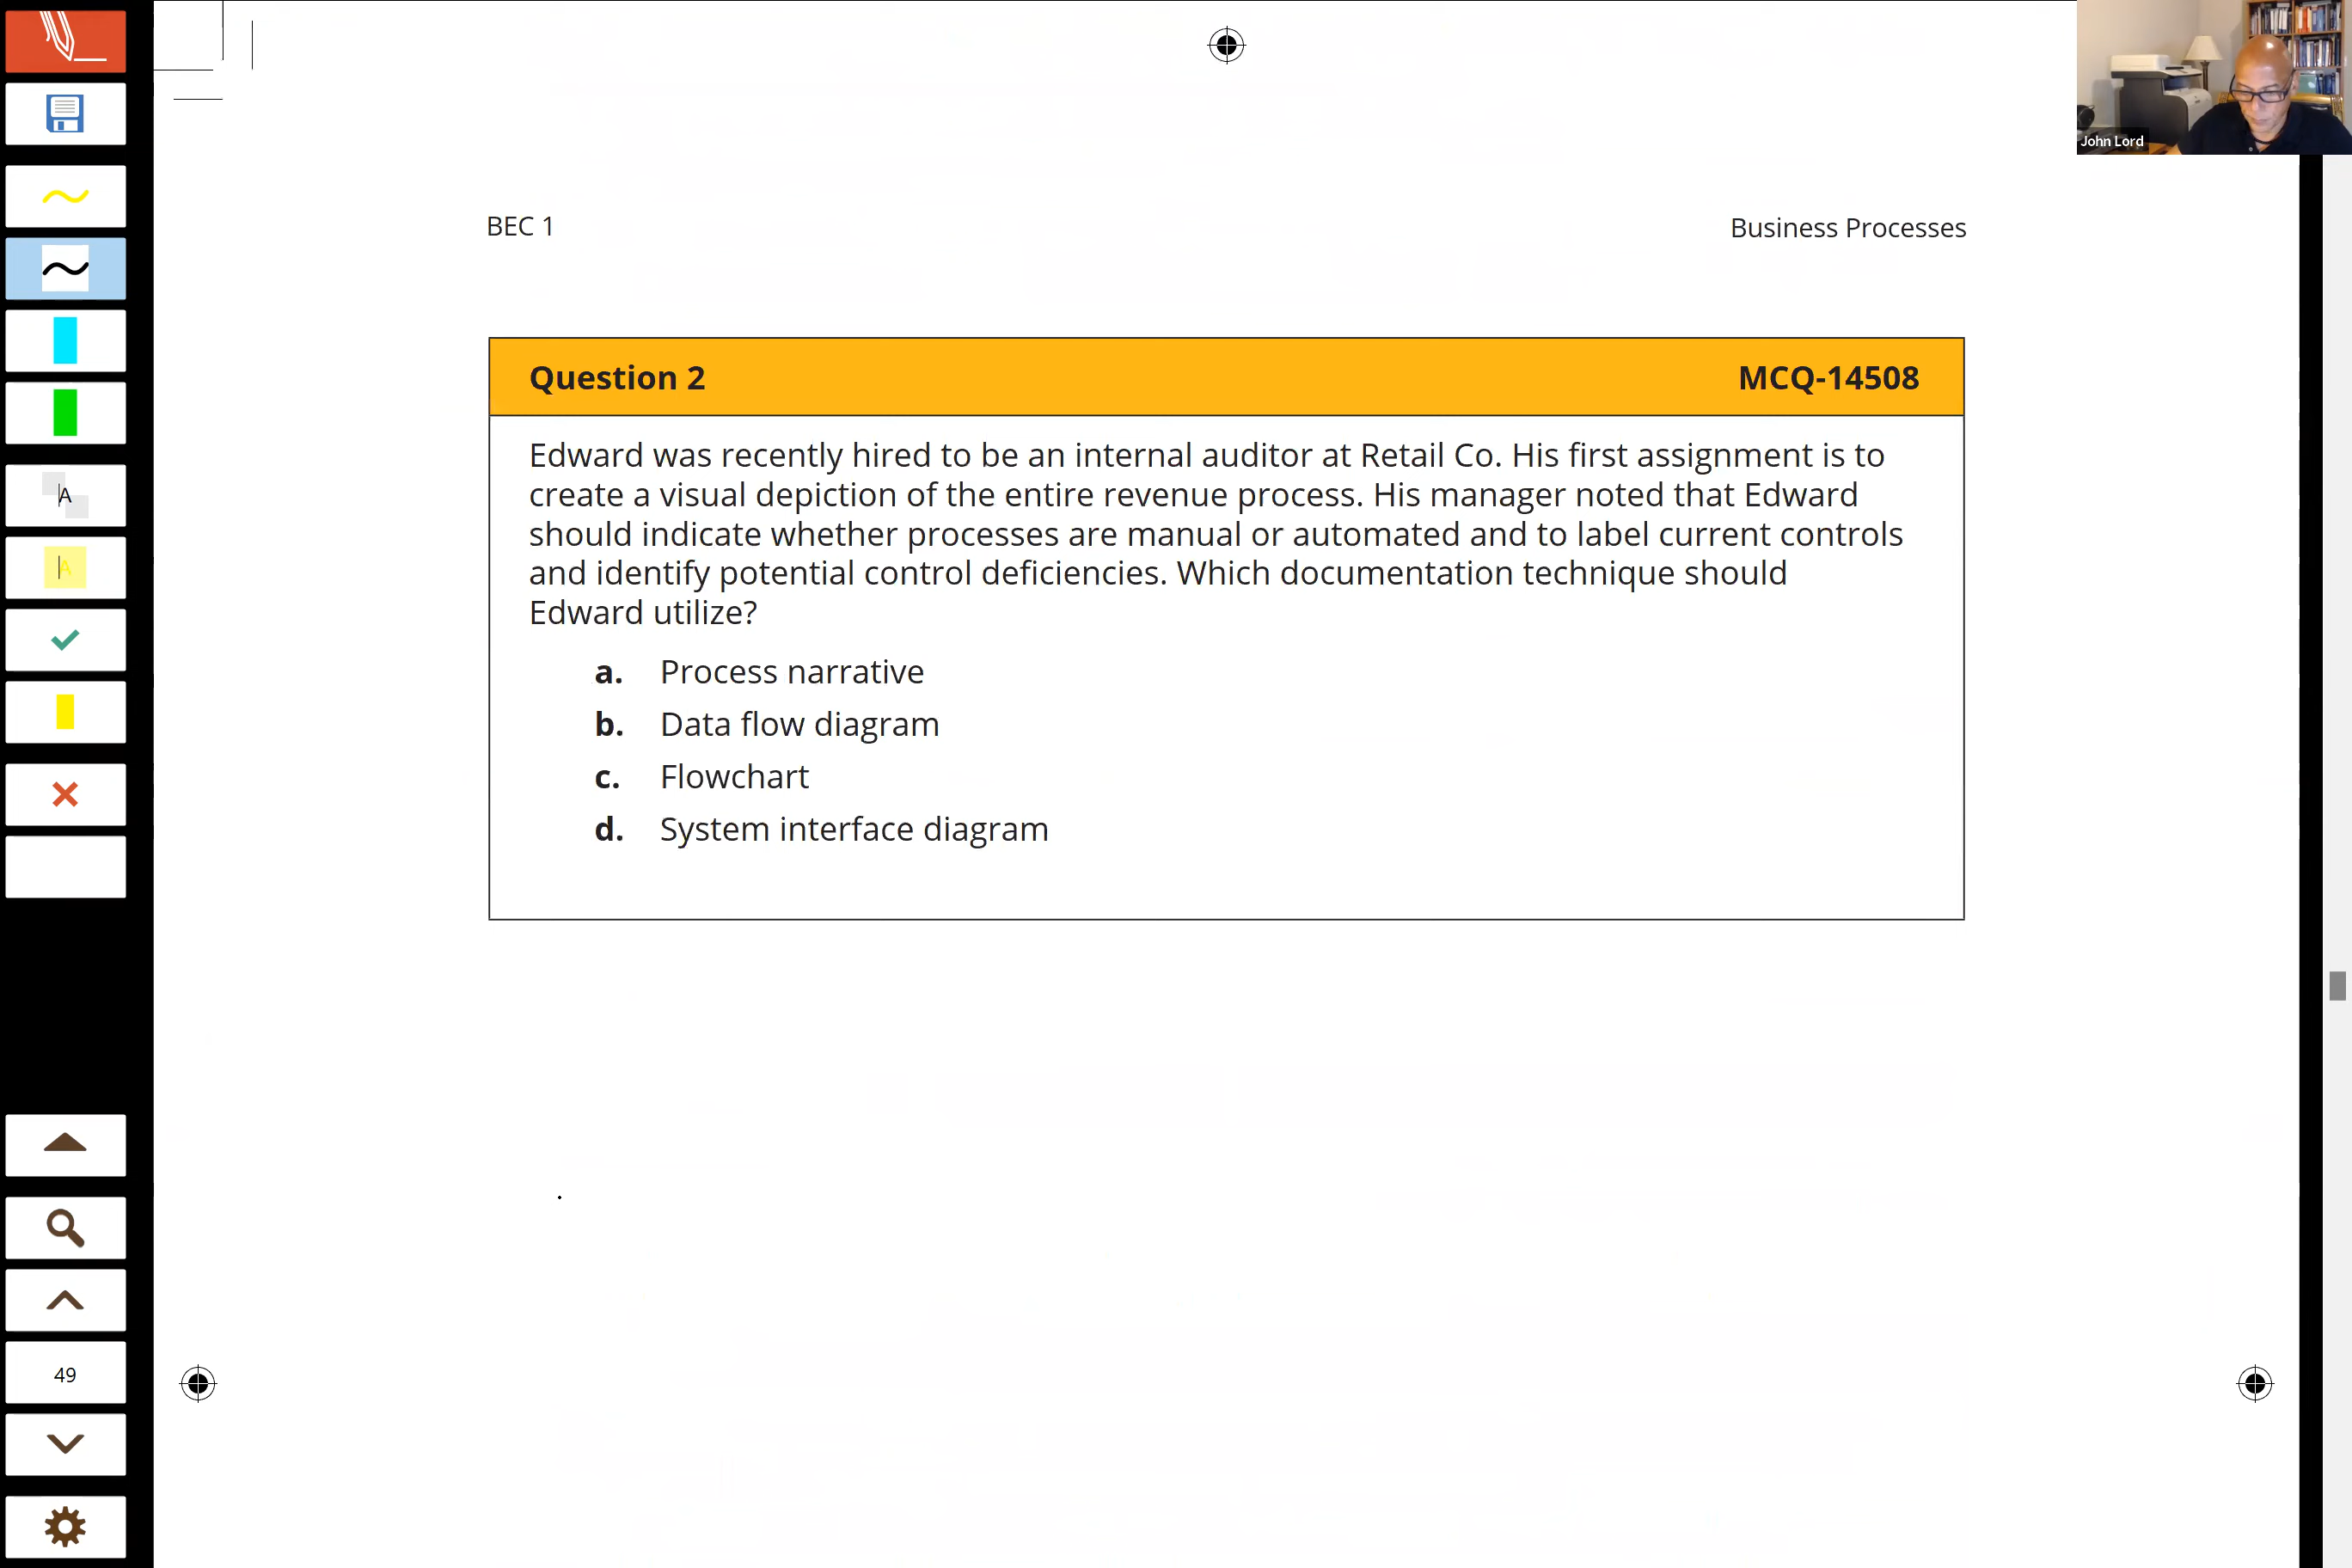 John Lord
BEC 1
Business Processes
Question 2
MCQ-14508
Edward was recently hired to be an internal auditor at Retail Co. His first assignment is to
create a visual depiction of the entire revenue process. His manager noted that Edward
should indicate whether processes are manual or automated and to label current controls
and identify potential control deficiencies. Which documentation technique should
Edward utilize?
a. Process narrative
b. Data flow diagram
c. Flowchart
d. System interface diagram
A
A
49